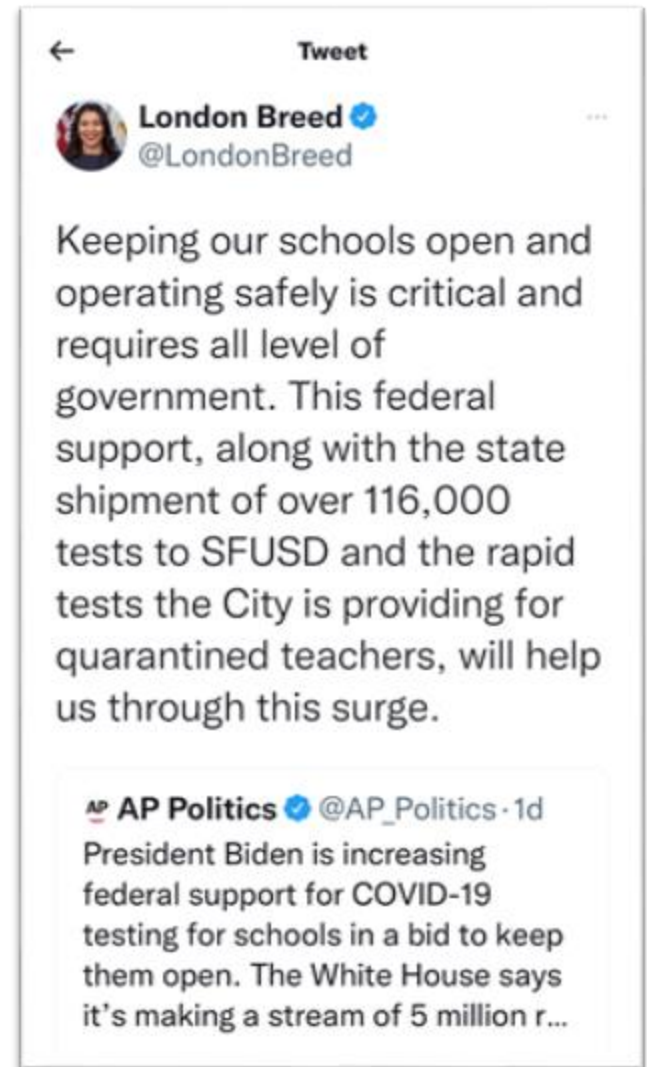 Tweet
London Breed
@LondonBreed
Keeping our schools open and
operating safely is critical and
requires all level of
government. This federal
support, along with the state
shipment of over 116,000
tests to SFUSD and the rapid
tests the City is providing for
quarantined teachers, will help
us through this surge.
AP AP Politics @AP_Politics · 1d
President Biden is increasing
federal support for COVID-19
testing for schools in a bid to keep
them open. The White House says
it's making a stream of 5 million r...